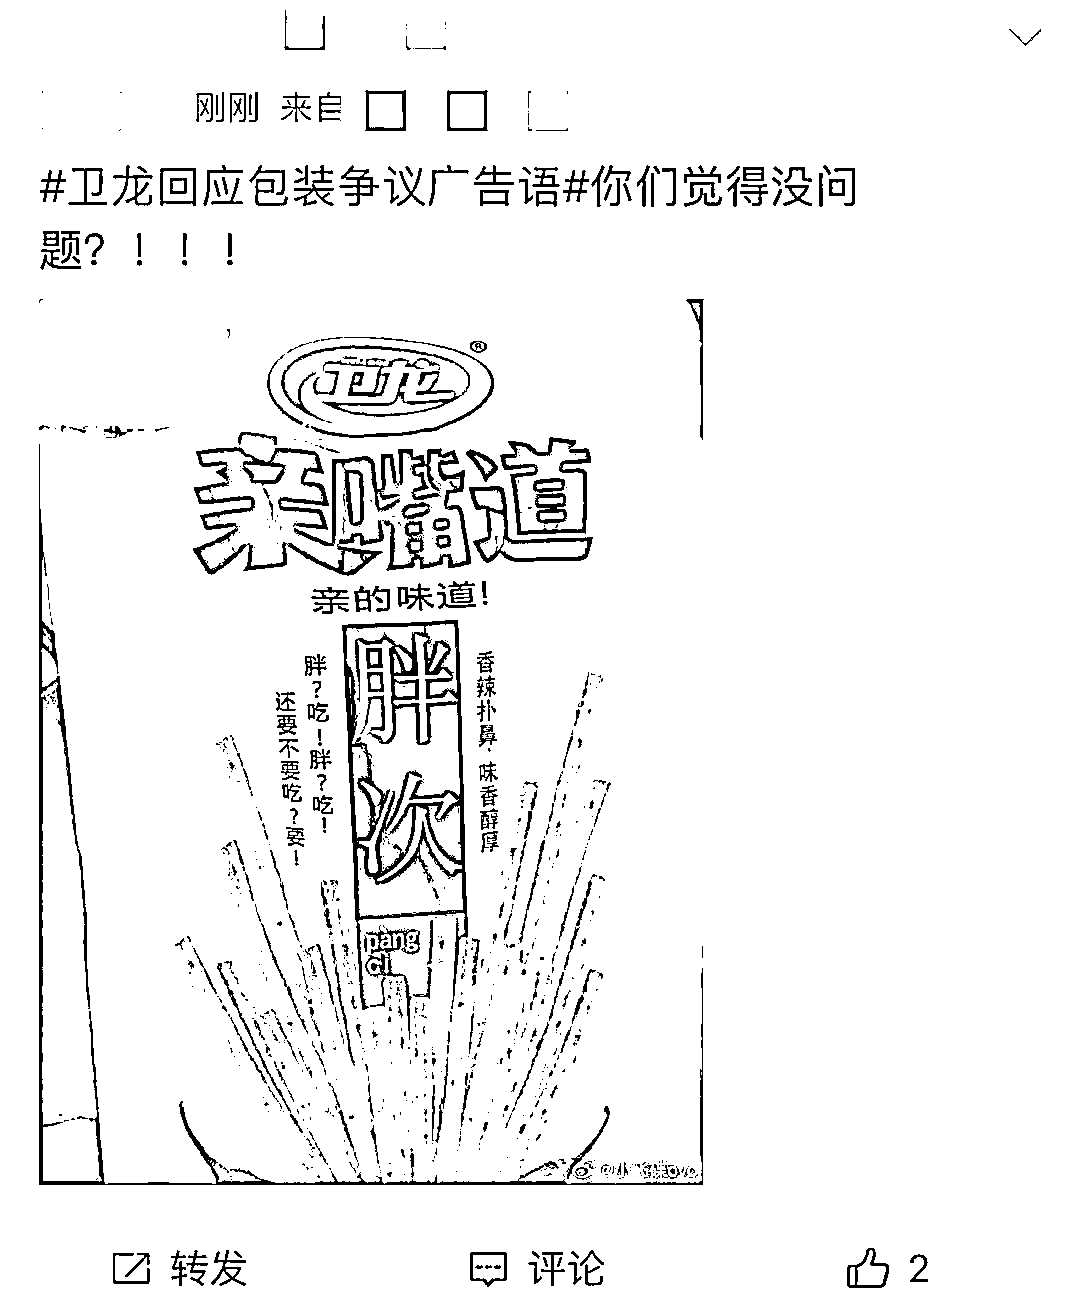 刚刚 来自
#卫龙回应包装争议广告语#你们觉得没问
题?！！！
卫龙®
亲嘴道
亲的味道!
胖次
pang
ci
香辣扑鼻·味香醇厚
胖?吃!胖?吃!
还要不要吃?要!
转发 评论 2